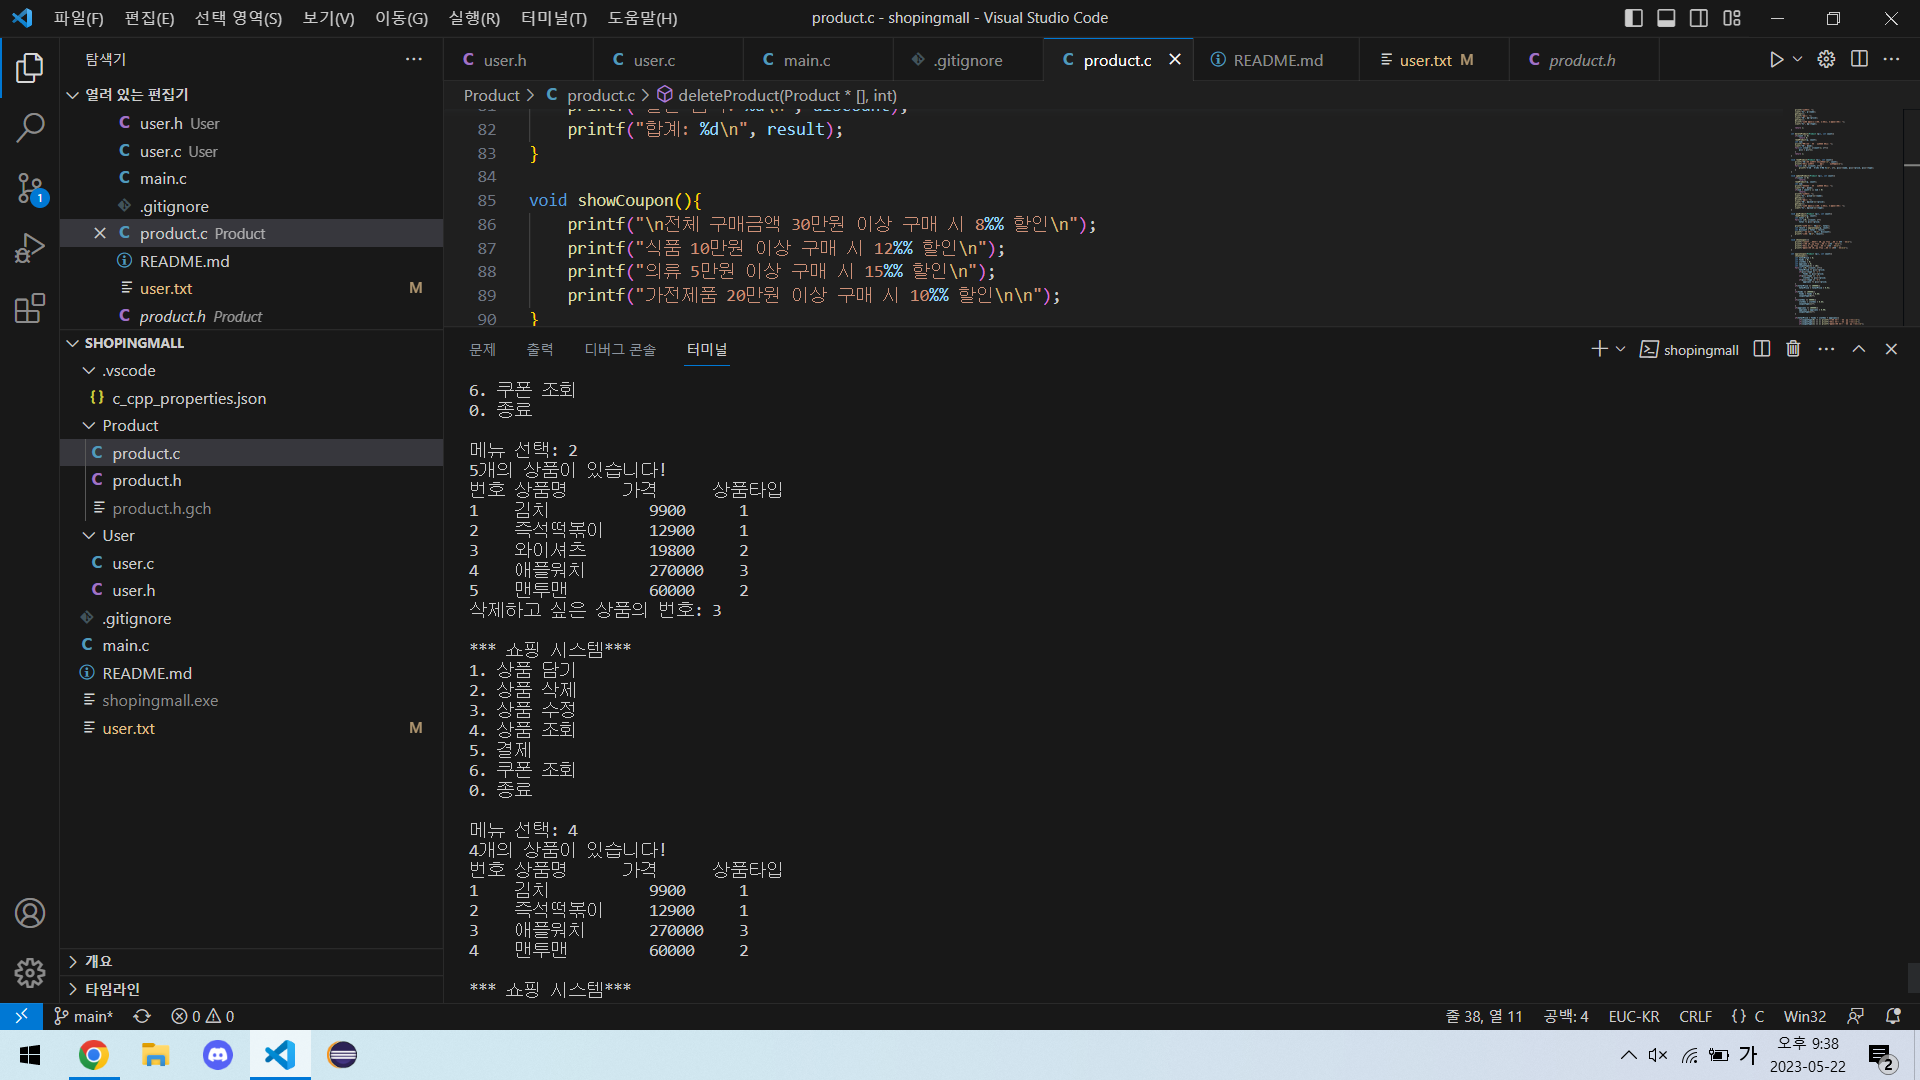 파일(F) 편집(E) 선택 영역(S) 보기(V) 이동(G) 실행(R) 터미널(T) 도움말(H) product.c - shopingmall - Visual Studio Code
탐색기
열려 있는 편집기
user.h User
user.c User
main.c
.gitignore
product.c Product
README.md
user.txt M
product.h Product
SHOPINGMALL
.vscode
c_cpp_properties.json
Product
product.c
product.h
product.h.gch
User
user.c
user.h
.gitignore
main.c
README.md
shopingmall.exe
user.txt M
개요
타임라인
user.h user.c main.c .gitignore product.c README.md user.txt M product.h
Product > product.c > deleteProduct(Product * [], int)
82 printf("합계: %d\n", result);
83 }
84
85 void showCoupon(){
86 printf("\n전체 구매금액 30만원 이상 구매 시 8%% 할인\n");
87 printf("식품 10만원 이상 구매 시 12%% 할인\n");
88 printf("의류 5만원 이상 구매 시 15%% 할인\n");
89 printf("가전제품 20만원 이상 구매 시 10%% 할인\n\n");
90 }
문제 출력 디버그 콘솔 터미널 shopingmall
6. 쿠폰 조회
0. 종료
메뉴 선택: 2
5개의 상품이 있습니다!
번호 상품명 가격 상품타입
1 김치 9900 1
2 즉석떡볶이 12900 1
3 와이셔츠 19800 2
4 애플워치 270000 3
5 맨투맨 60000 2
삭제하고 싶은 상품의 번호: 3
*** 쇼핑 시스템***
1. 상품 담기
2. 상품 삭제
3. 상품 수정
4. 상품 조회
5. 결제
6. 쿠폰 조회
0. 종료
메뉴 선택: 4
4개의 상품이 있습니다!
번호 상품명 가격 상품타입
1 김치 9900 1
2 즉석떡볶이 12900 1
3 애플워치 270000 3
4 맨투맨 60000 2
*** 쇼핑 시스템***
main* 0 0 줄 38, 열 11 공백: 4 EUC-KR CRLF {} C Win32
가 오후 9:38
2023-05-22 2